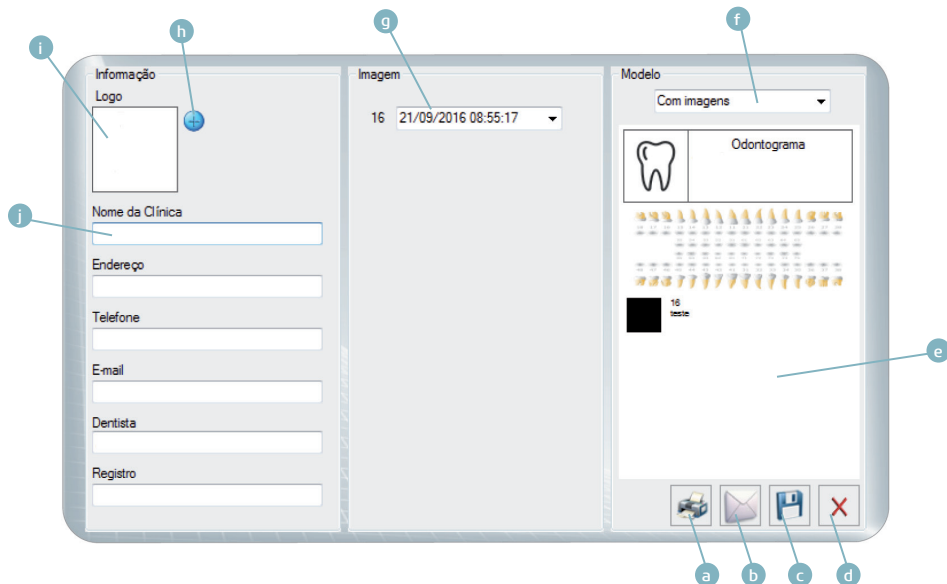 i
h
g
f
Informação
Logo
j
Nome da Clínica
Endereço
Telefone
E-mail
Dentista
Registro
Imagem
16 21/09/2016 08:55:17
Modelo
Com imagens
Odontograma
16
teste
e
a
b
c
d